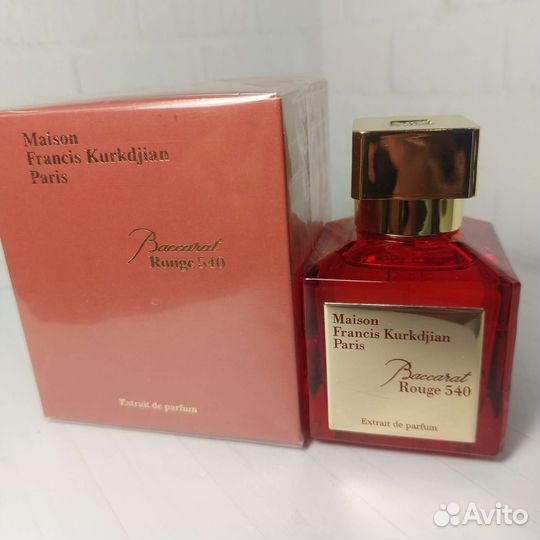 Maison
Francis Kurkdjian
Paris
Baccarat
Rouge 540
Extrait de parfum
Maison
Francis Kurkdjian
Paris
Baccarat
Rouge 540
Extrait de parfum
Avito